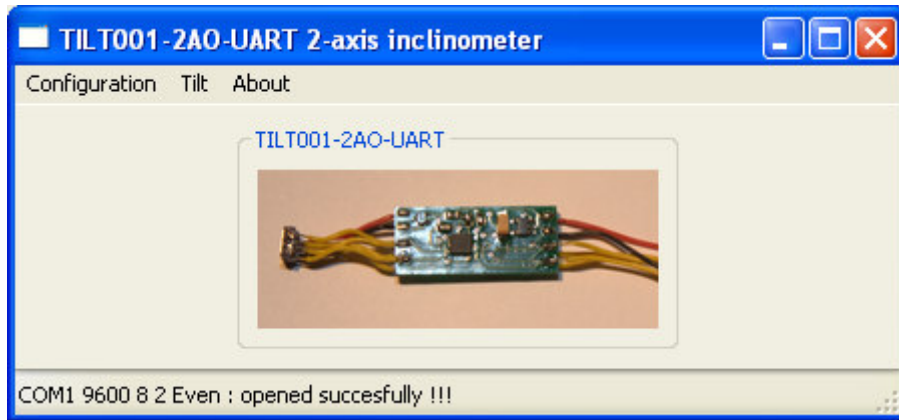 TILT001-2AO-UART 2-axis inclinometer
Configuration Tilt About
TILT001-2AO-UART
COM1 9600 8 2 Even : opened succesfully !!!